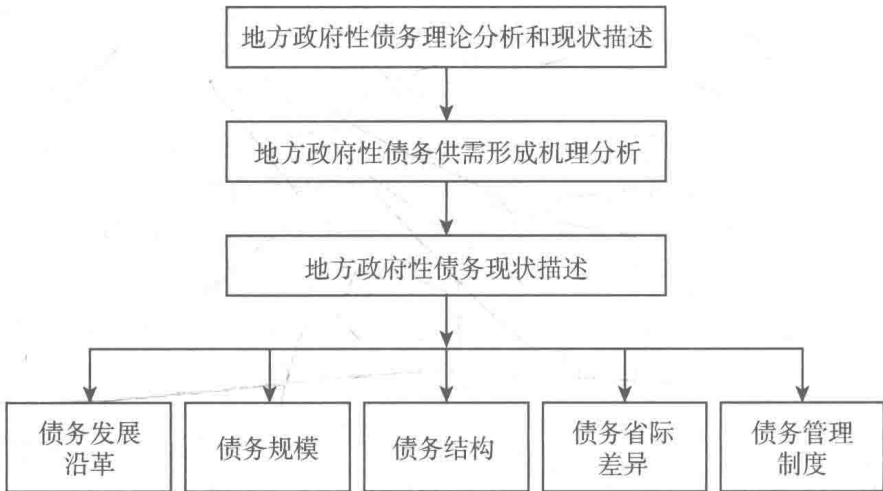 地方政府性债务理论分析和现状描述
地方政府性债务供需形成机理分析
地方政府性债务现状描述
债务发展
沿革
债务规模
债务结构
债务省际
差异
债务管理
制度